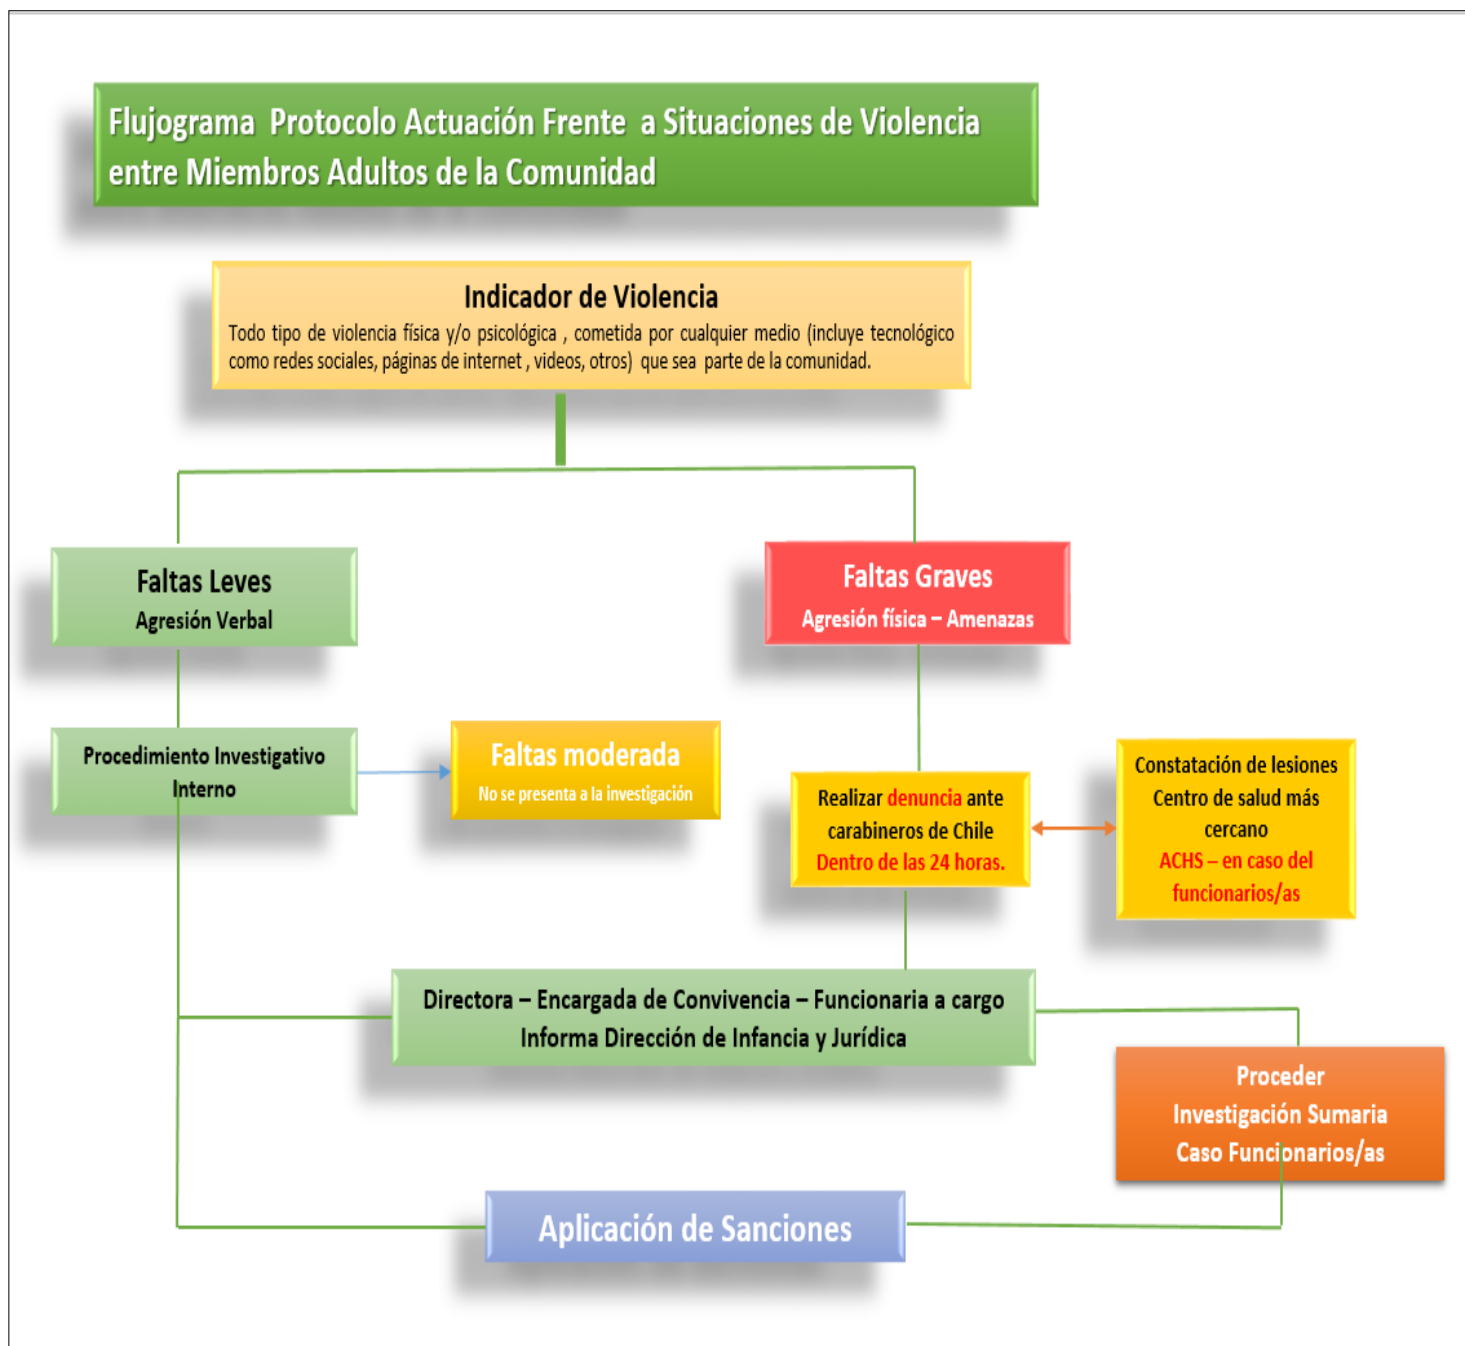 Flujograma Protocolo Actuación Frente a Situaciones de Violencia
entre Miembros Adultos de la Comunidad
Indicador de Violencia
Todo tipo de violencia física y/o psicológica , cometida por cualquier medio (incluye tecnológico
como redes sociales, páginas de internet , videos, otros) que sea parte de la comunidad.
Faltas Leves
Agresión Verbal
Faltas Graves
Agresión física – Amenazas
Procedimiento Investigativo
Interno
Faltas moderada
No se presenta a la investigación
Realizar denuncia ante
carabineros de Chile
Dentro de las 24 horas.
Constatación de lesiones
Centro de salud más
cercano
ACHS – en caso del
funcionarios/as
Directora – Encargada de Convivencia – Funcionaria a cargo
Informa Dirección de Infancia y Jurídica
Proceder
Investigación Sumaria
Caso Funcionarios/as
Aplicación de Sanciones